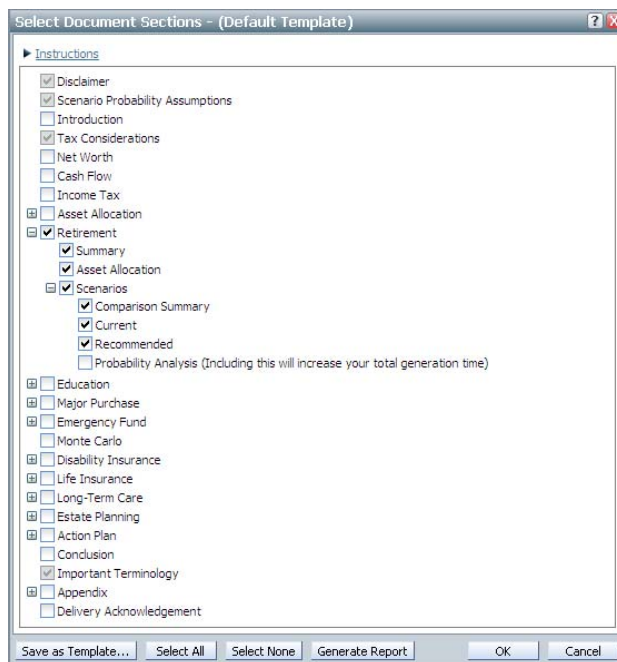 Select Document Sections - (Default Template)
Instructions
Disclaimer
Scenario Probability Assumptions
Introduction
Tax Considerations
Net Worth
Cash Flow
Income Tax
Asset Allocation
Retirement
Summary
Asset Allocation
Scenarios
Comparison Summary
Current
Recommended
Probability Analysis (Including this will increase your total generation time)
Education
Major Purchase
Emergency Fund
Monte Carlo
Disability Insurance
Life Insurance
Long-Term Care
Estate Planning
Action Plan
Conclusion
Important Terminology
Appendix
Delivery Acknowledgement
Save as Template... Select All Select None Generate Report OK Cancel